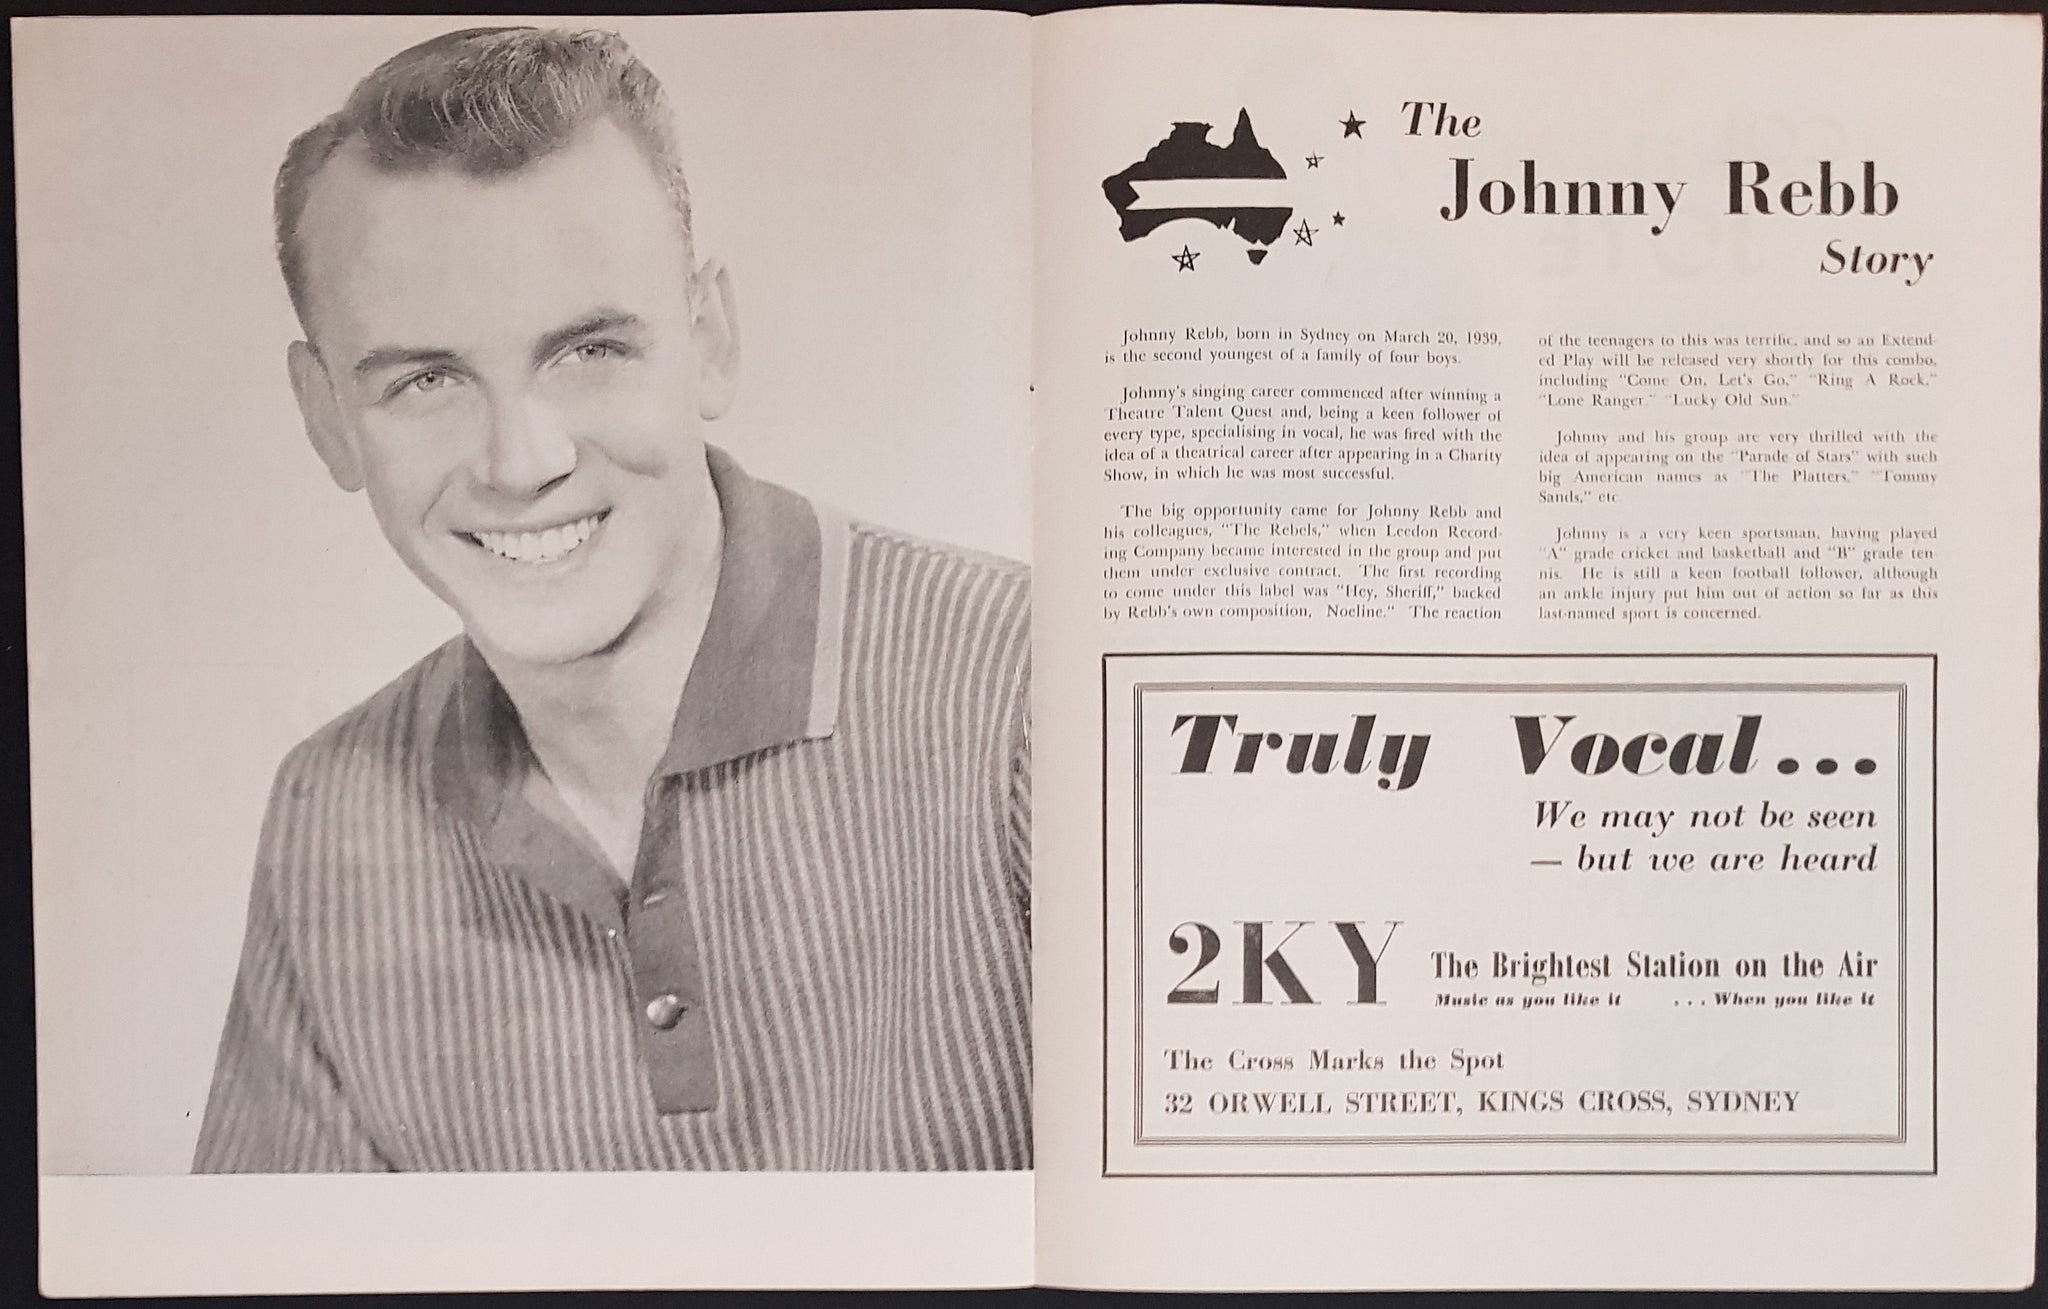 The
Johnny Rebb
Story
Johnny Rebb, born in Sydney on March 20, 1939,
is the second youngest of a family of four boys.
Johnny's singing career commenced after winning a
Theatre Talent Quest and, being a keen follower of
every type, specialising in vocal, he was fired with the
idea of a theatrical career after appearing in a Charity
Show, in which he was most successful.
The big opportunity came for Johnny Rebb and
his colleagues, "The Rebels," when Leedon Record-
ing Company became interested in the group and put
them under exclusive contract. The first recording
to come under this label was "Hey, Sheriff," backed
by Rebb's own composition, Noeline." The reaction
of the teenagers to this was terrific, and so an Extend-
ed Play will be released very shortly for this combo,
including "Come On, Let's Go," "Ring A Rock,"
"Lone Ranger." "Lucky Old Sun."
Johnny and his group are very thrilled with the
idea of appearing on the "Parade of Stars" with such
big American names as "The Platters," "Tommy
Sands," etc.
Johnny is a very keen sportsman, having played
"A" grade cricket and basketball and "B" grade ten-
nis. He is still a keen football follower, although
an ankle injury put him out of action so far as this
last-named sport is concerned.
Truly Vocal...
We may not be seen
— but we are heard
2KY The Brightest Station on the Air
Music as you like it ... When you like it
The Cross Marks the Spot
32 ORWELL STREET, KINGS CROSS, SYDNEY